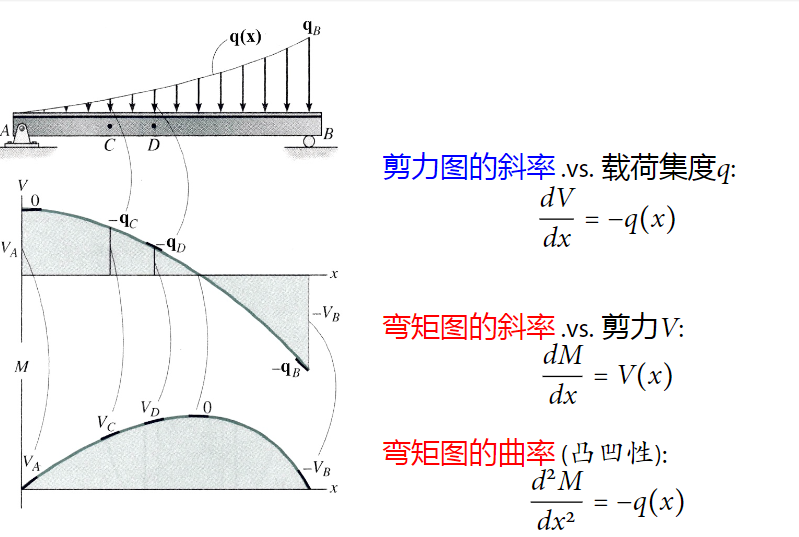 q(x)
q_B
A
C
D
B
剪力图的斜率.vs. 载荷集度q:
dV/dx = −q(x)
V
0
−q_C
−q_D
V_A
x
−V_B
−q_B
弯矩图的斜率.vs. 剪力V:
dM/dx = V(x)
M
V_C
V_D
0
V_A
−V_B
x
弯矩图的曲率(凸凹性):
d²M/dx² = −q(x)